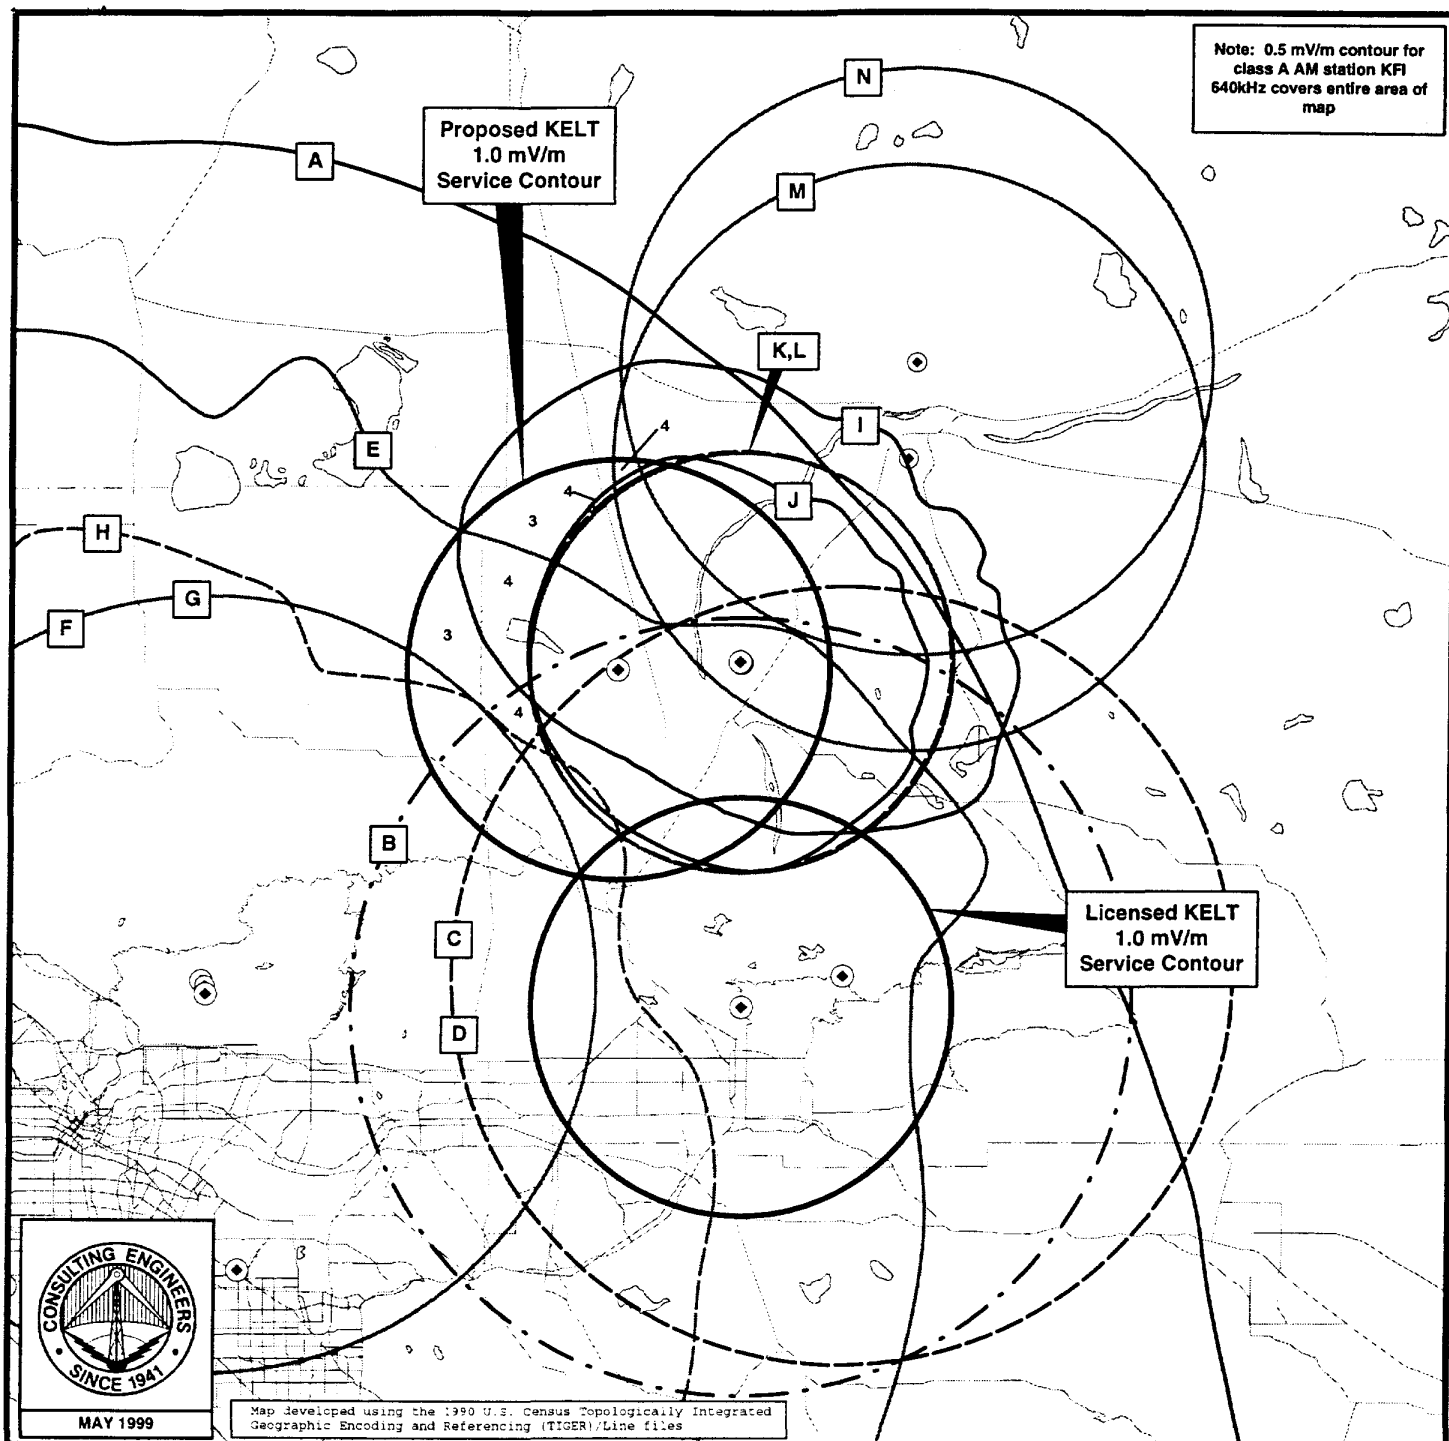 Note: 0.5 mV/m contour for
class A AM station KFI
640kHz covers entire area of
map
N
Proposed KELT
1.0 mV/m
Service Contour
A
M
K,L
I
4
E
4
J
3
H
4
G
F
3
4
B
Licensed KELT
1.0 mV/m
Service Contour
C
D
CONSULTING ENGINEERS
SINCE 1941
MAY 1999
Map developed using the 1990 U.S. Census Topologically Integrated
Geographic Encoding and Referencing (TIGER)/Line files